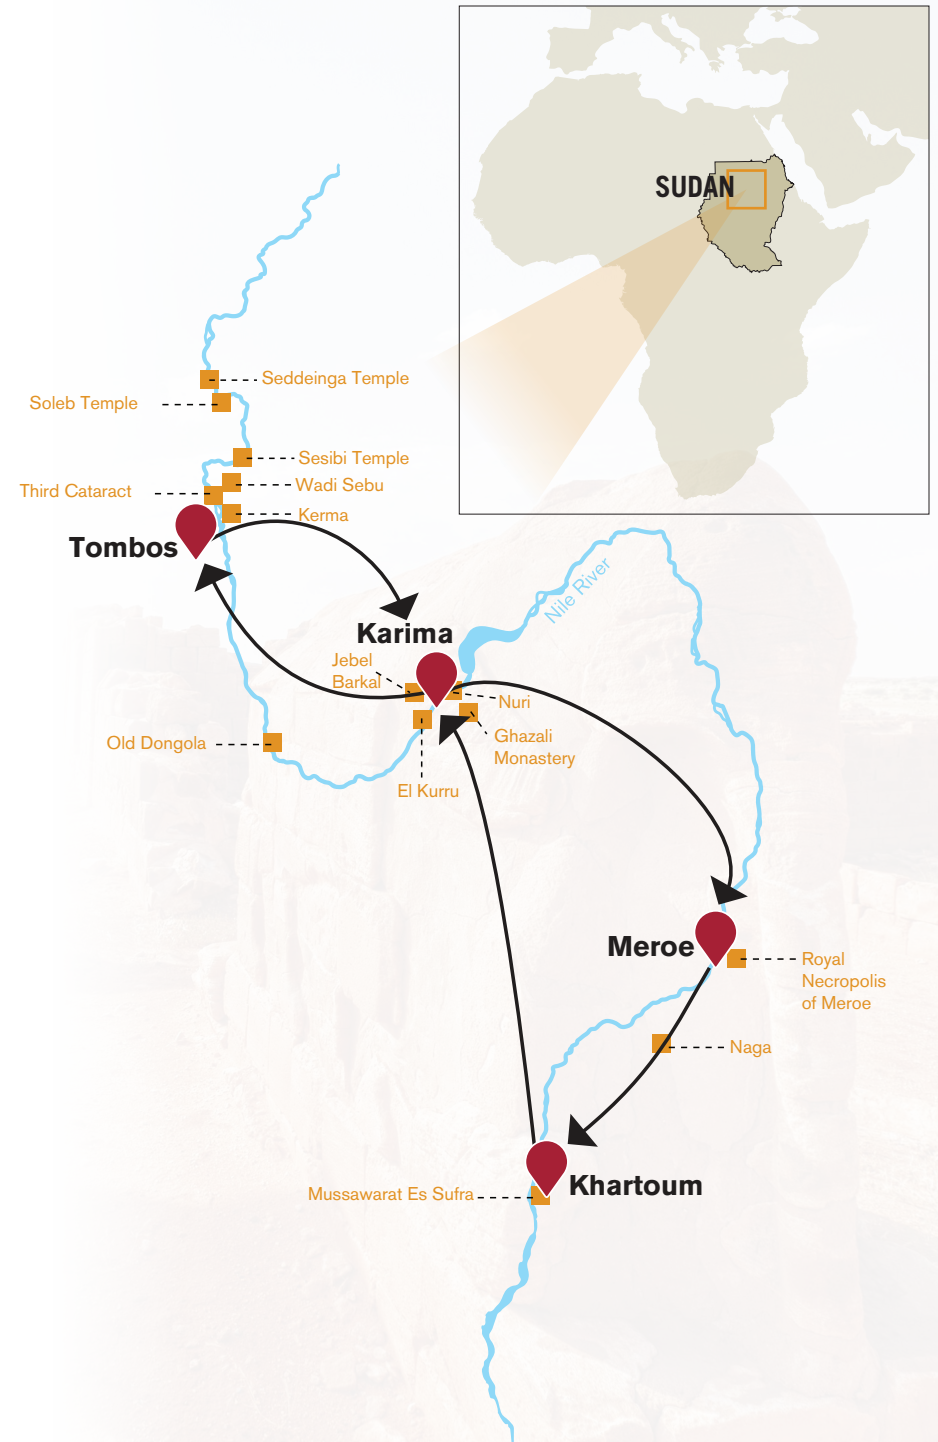 SUDAN
Seddeinga Temple
Soleb Temple
Sesibi Temple
Wadi Sebu
Third Cataract
Kerma
Tombos
Nile River
Karima
Jebel
Barkal
Nuri
Ghazali
Monastery
Old Dongola
El Kurru
Meroe
Royal
Necropolis
of Meroe
Naga
Khartoum
Mussawarat Es Sufra